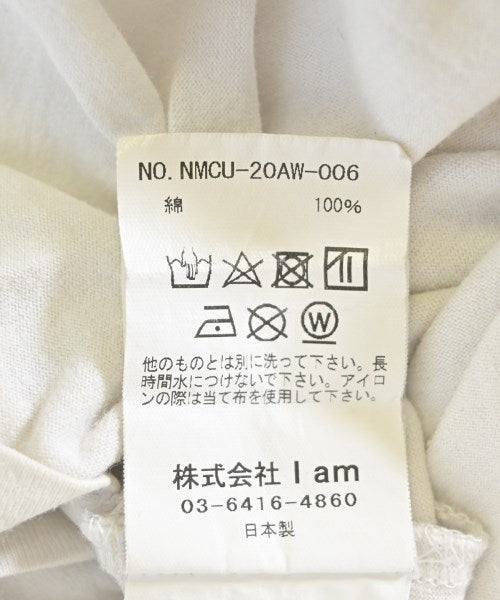 NO. NMCU-20AW-006
綿 100%
W
他のものとは別に洗って下さい。長
時間水につけないで下さい。アイロ
ンの際は当て布を使用して下さい。
株式会社 I am
03-6416-4860
日本製